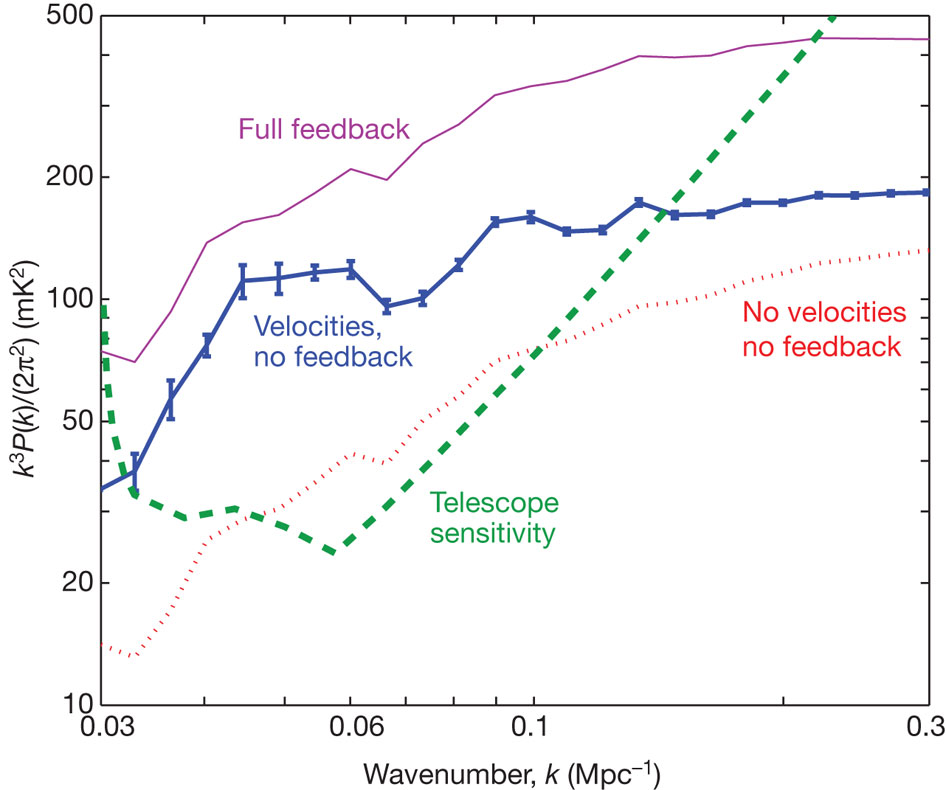 500
200
100
50
20
10
k³P(k)/(2π²) (mK2)
Full feedback
Velocities,
no feedback
No velocities
no feedback
Telescope
sensitivity
0.03 0.06 0.1 0.3
Wavenumber, k (Mpc⁻¹)